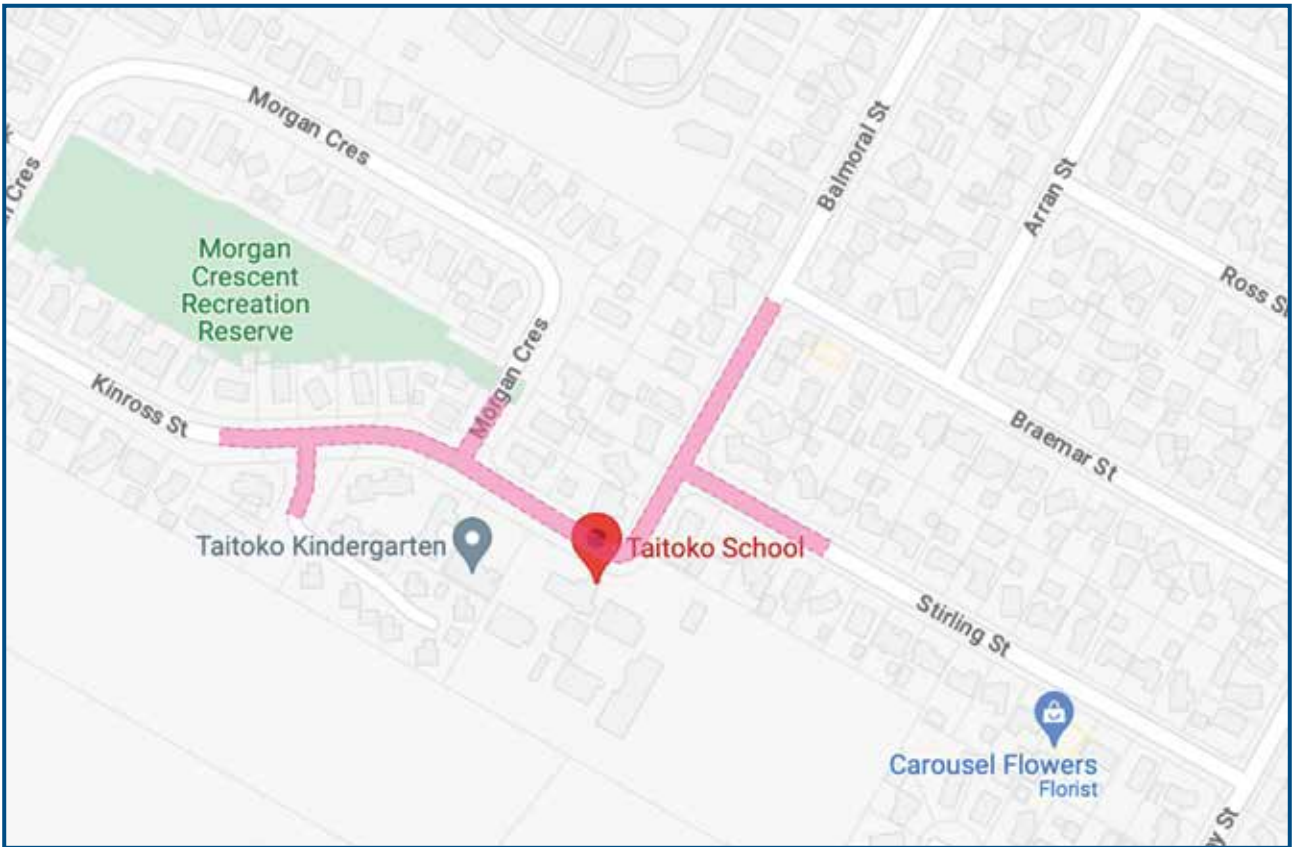 Morgan Cres
Balmoral St
Arran St
Ross S
Cres
Morgan
Crescent
Recreation
Reserve
Morgan Cres
Kinross St
Braemar St
Taitoko Kindergarten
Taitoko School
Stirling St
Carousel Flowers
Florist
St